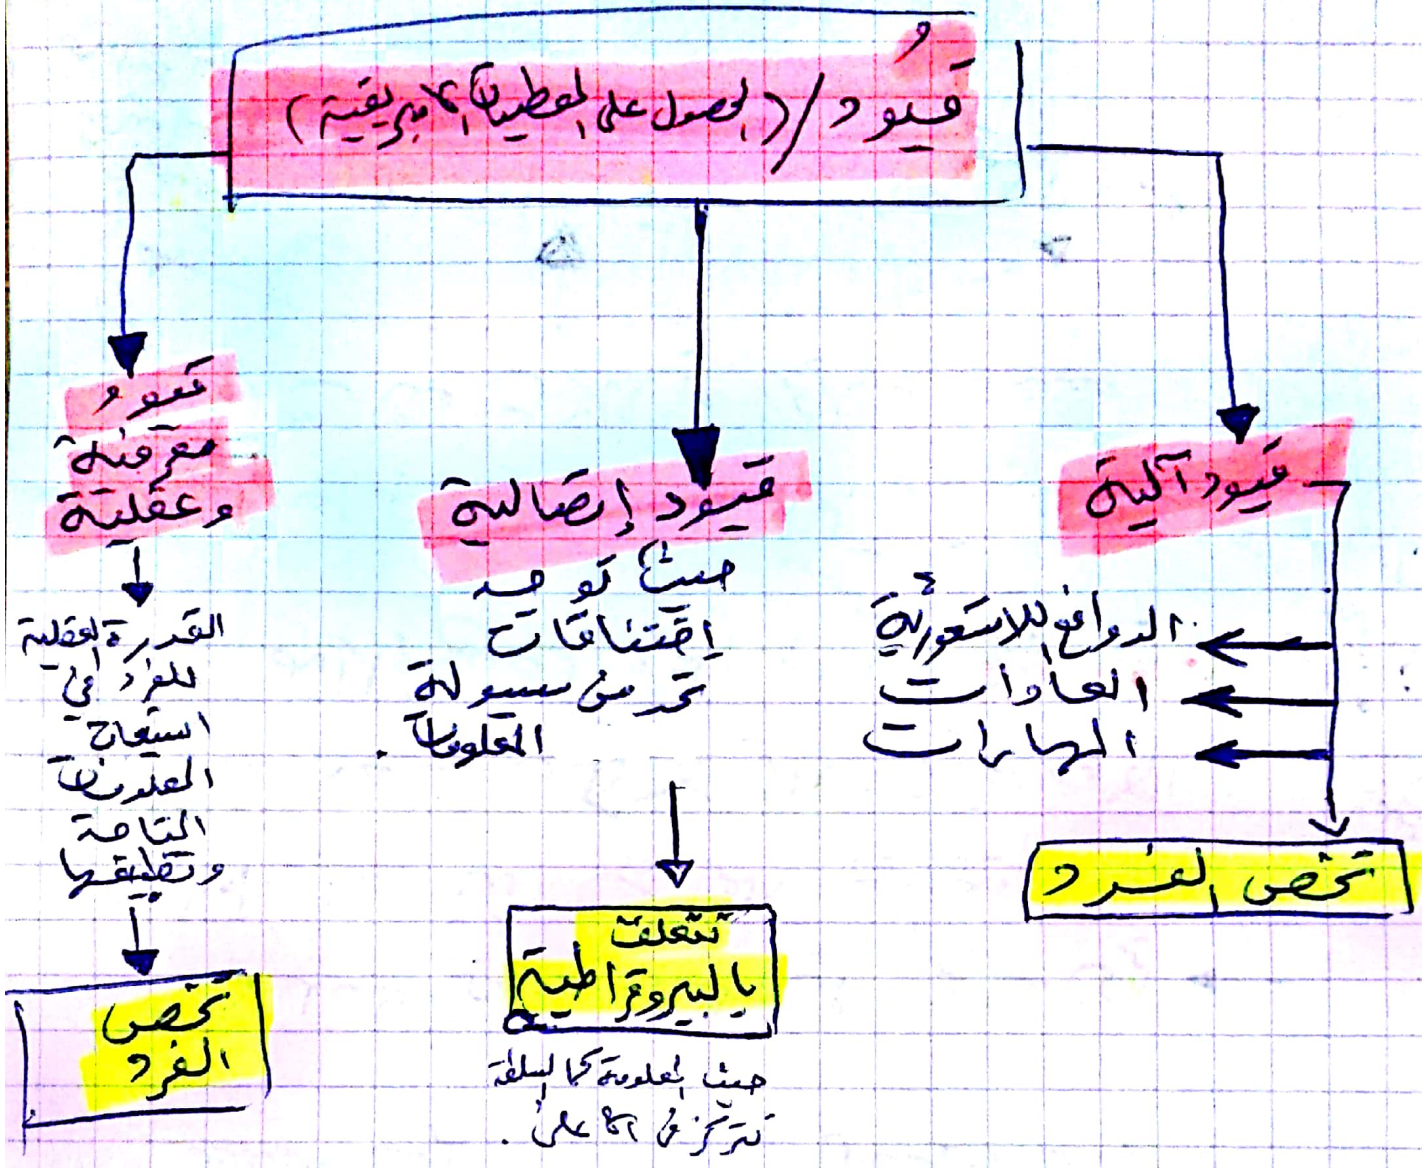 قيود / (الحصول على المعطيات الامبريقية)
قيود آلية
الدوافع اللاشعورية
العادات
المهارات
تخص الفرد
قيود إتصالية
حيث توجد
إختناقات
تحد من سيولة
المعلومات.
تتعلق
بالبيروقراطية
حيث المعلومة كما السلطة
تتركز في الأعلى.
قيود
معرفية
وعقلية
القدرة العقلية
للفرد في
استيعاب
المعلومات
المتاحة
وتطبيقها
تخص
الفرد